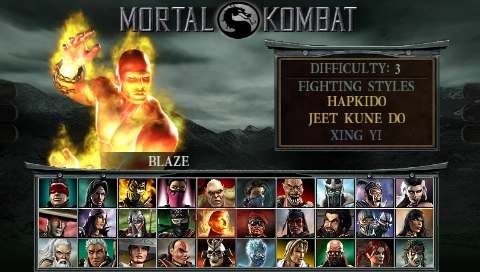 MORTAL KOMBAT
DIFFICULTY: 3
FIGHTING STYLES
HAPKIDO
JEET KUNE DO
XING YI
BLAZE